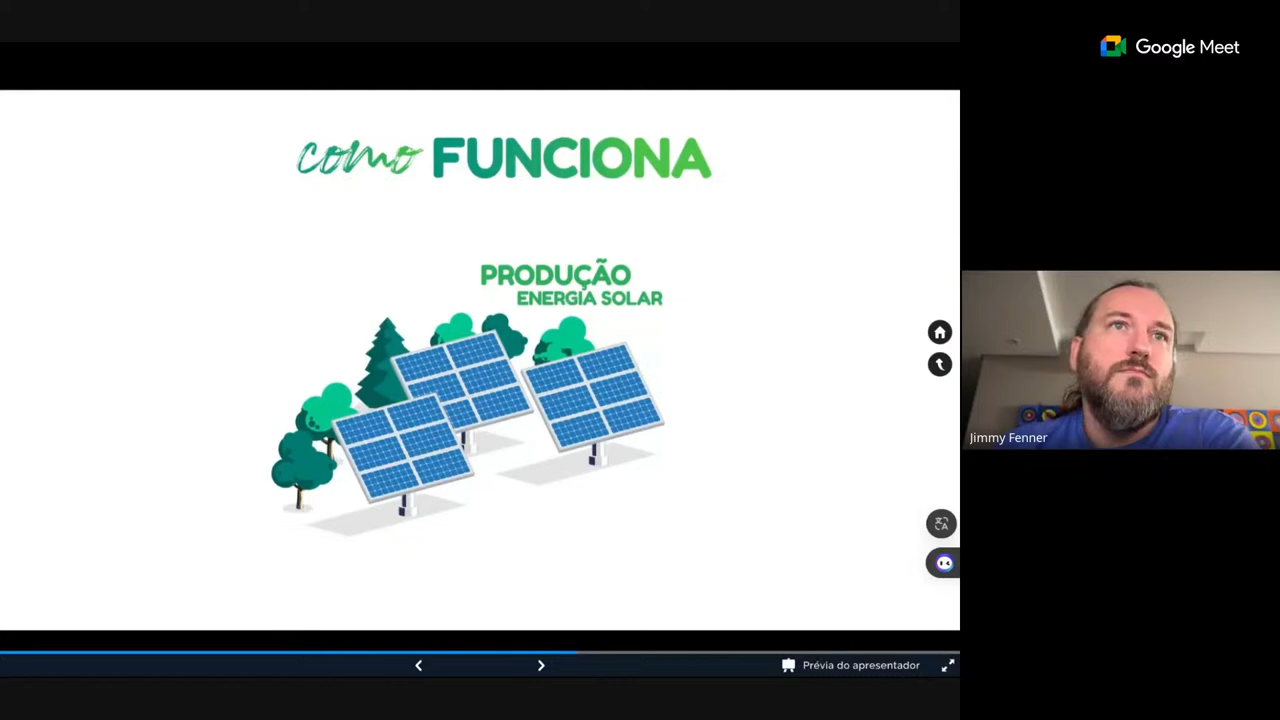 Google Meet
como FUNCIONA
PRODUÇÃO
ENERGIA SOLAR
Jimmy Fenner
Prévia do apresentador